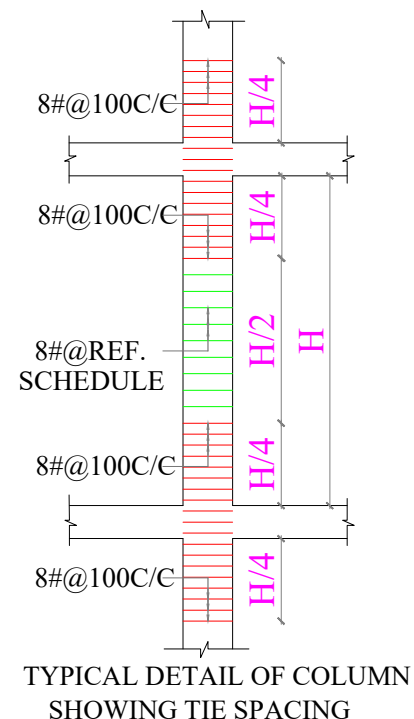 8#@100C/C
H/4
8#@100C/C
H/4
8#@REF.
SCHEDULE
H/2
H
8#@100C/C
H/4
8#@100C/C
H/4
TYPICAL DETAIL OF COLUMN
SHOWING TIE SPACING